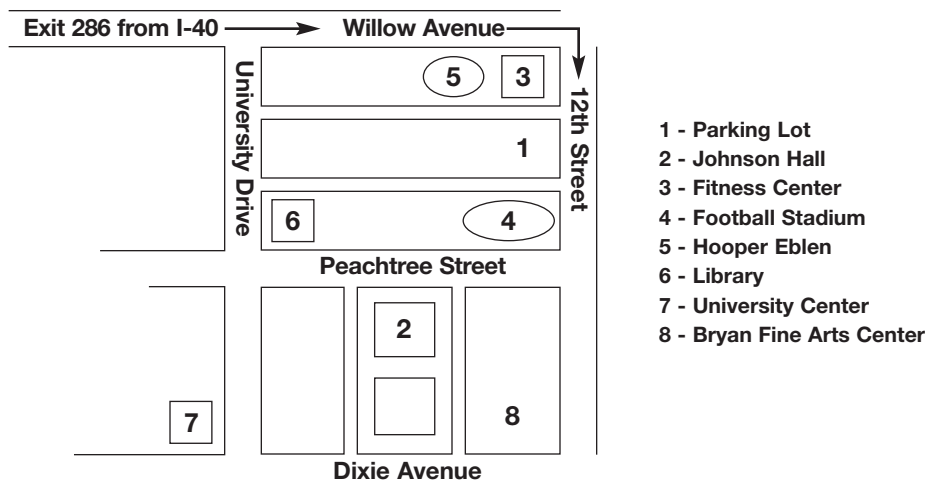 Exit 286 from I-40 Willow Avenue
University Drive
12th Street
5 3
1
6 4
Peachtree Street
2
7
8
Dixie Avenue
1 - Parking Lot
2 - Johnson Hall
3 - Fitness Center
4 - Football Stadium
5 - Hooper Eblen
6 - Library
7 - University Center
8 - Bryan Fine Arts Center